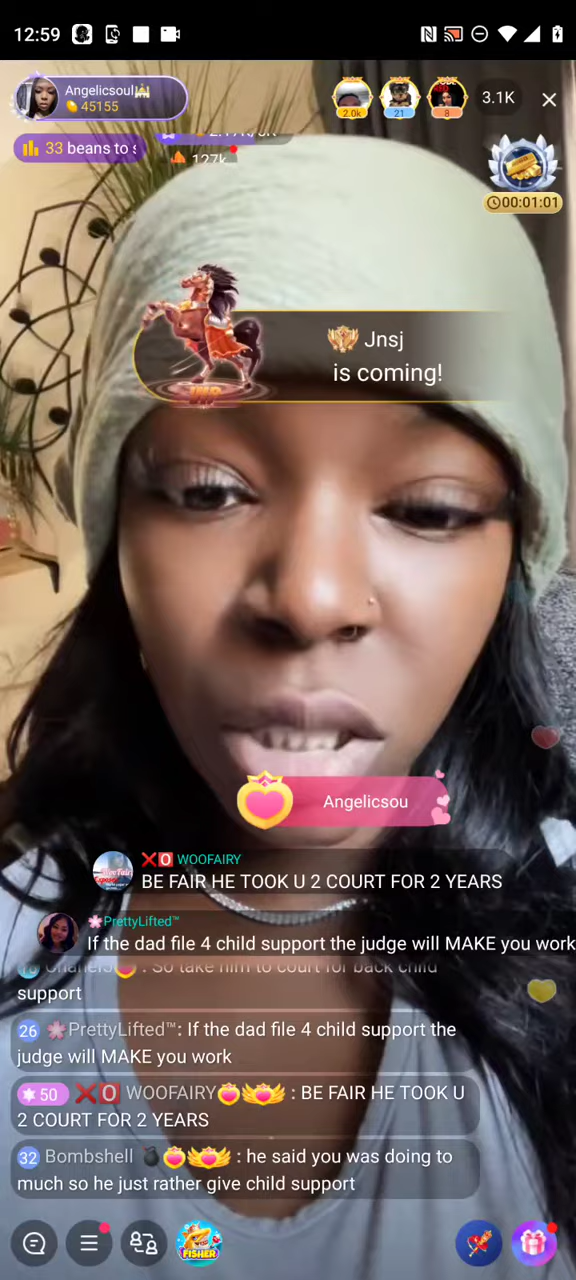 12:59
Angelicsoul
45155
2.0k
21
8
3.1K
33 beans to s
127k
00:01:01
Jnsj
is coming!
Angelicsou
❌🅾 WOOFAIRY
BE FAIR HE TOOK U 2 COURT FOR 2 YEARS
🌸PrettyLifted™
If the dad file 4 child support the judge will MAKE you work
: So take him to court for back child
support
26 🌸PrettyLifted™: If the dad file 4 child support the
judge will MAKE you work
50 ❌🅾 WOOFAIRY : BE FAIR HE TOOK U
2 COURT FOR 2 YEARS
32 Bombshell 💣 : he said you was doing to
much so he just rather give child support
FISHER